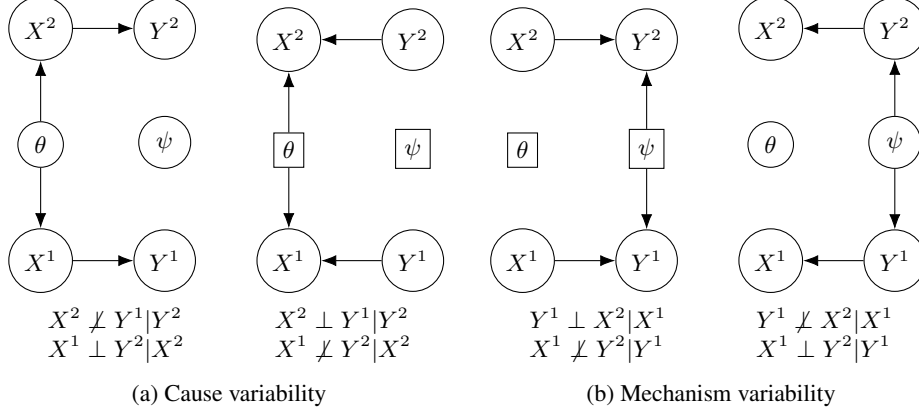 X² Y² X² Y² X² Y² X² Y²
θ ψ θ ψ θ ψ θ ψ
X¹ Y¹ X¹ Y¹ X¹ Y¹ X¹ Y¹
X² ⊥̸ Y¹|Y² X² ⊥ Y¹|Y² Y¹ ⊥ X²|X¹ Y¹ ⊥̸ X²|X¹
X¹ ⊥ Y²|X² X¹ ⊥̸ Y²|X² X¹ ⊥̸ Y²|Y¹ X¹ ⊥ Y²|Y¹
(a) Cause variability (b) Mechanism variability